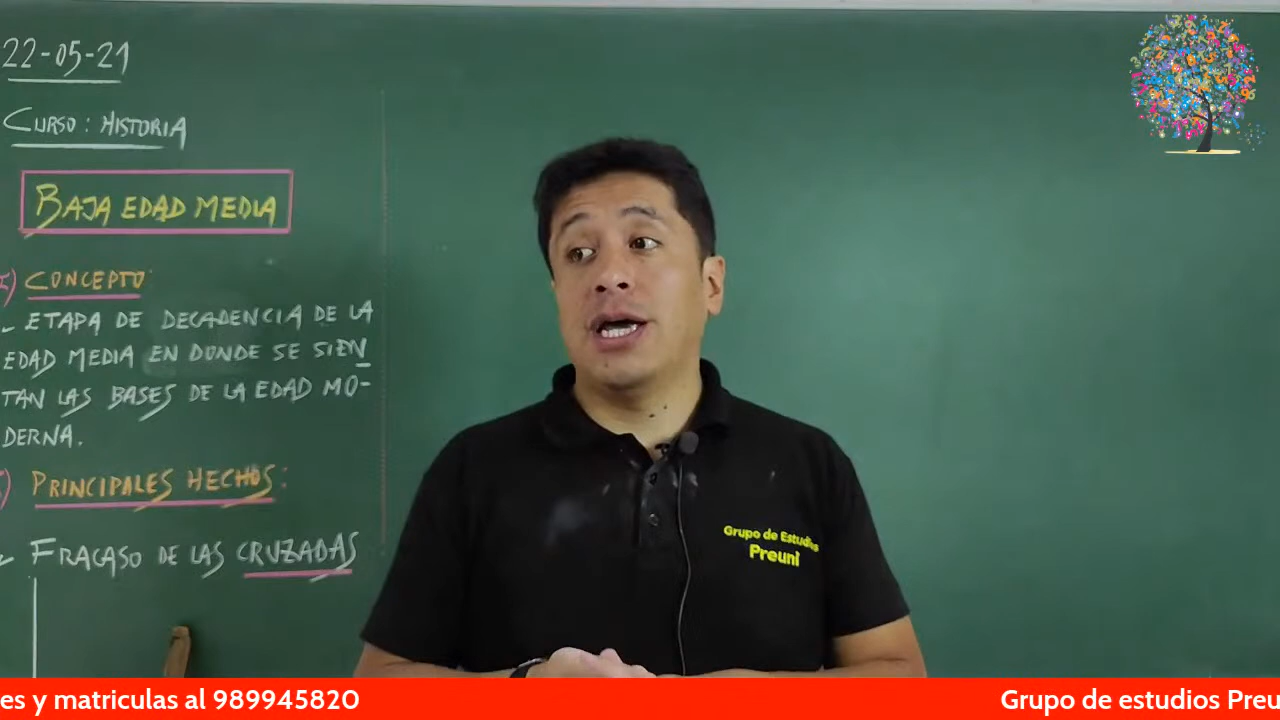 22-05-21
CURSO: HISTORIA
BAJA EDAD MEDIA
I) CONCEPTO:
- ETAPA DE DECADENCIA DE LA
EDAD MEDIA EN DONDE SE SIEN
TAN LAS BASES DE LA EDAD MO-
DERNA.
PRINCIPALES HECHOS:
- FRACASO DE LAS CRUZADAS
Grupo de Estudios
Preuni
es y matriculas al 989945820
Grupo de estudios Preu